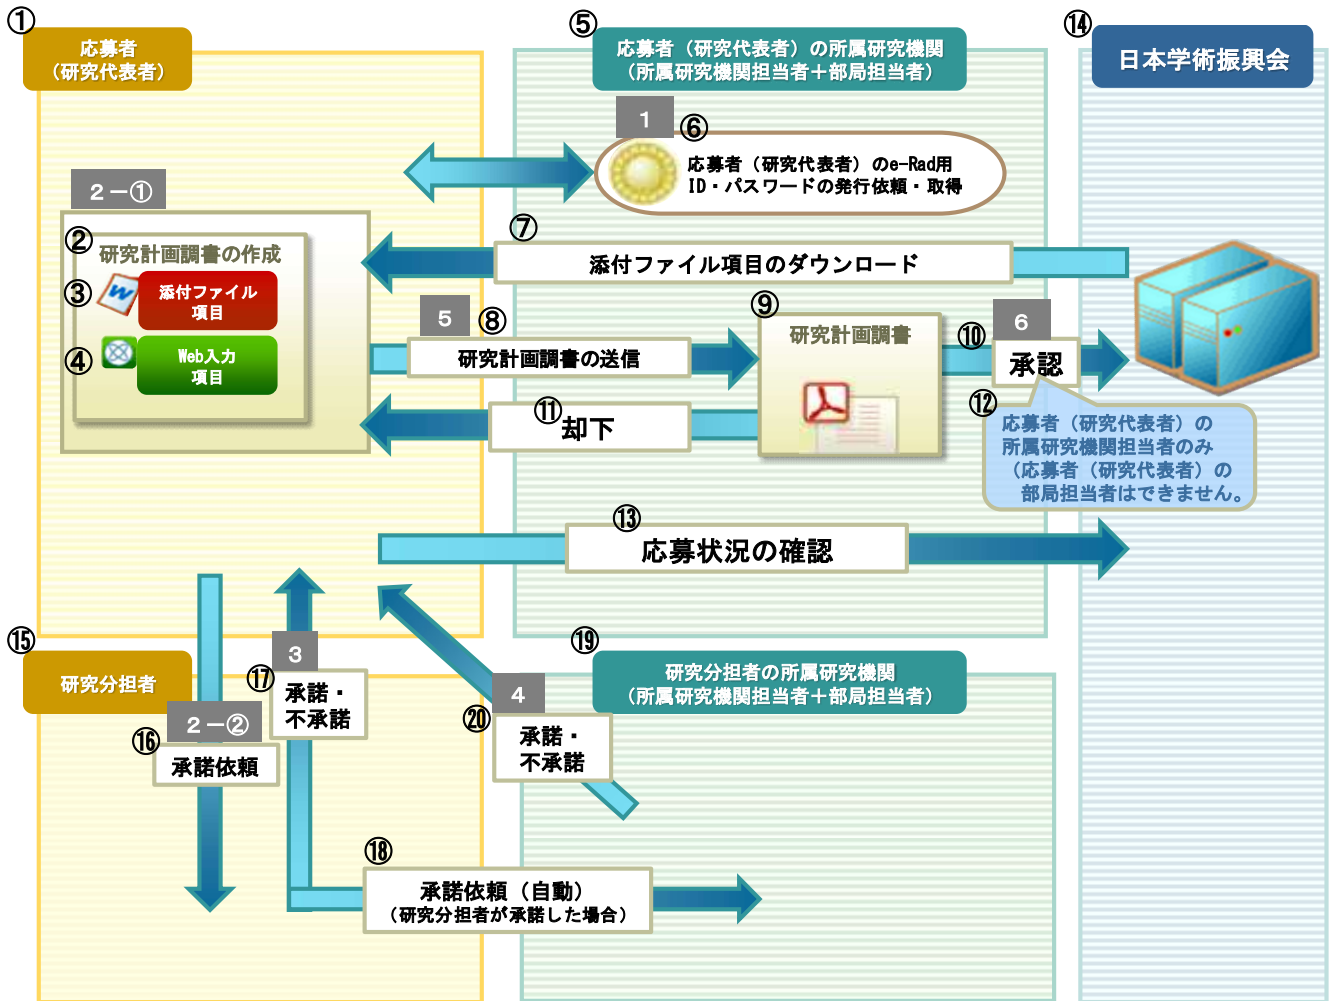 ①
応募者
（研究代表者）
⑤
応募者（研究代表者）の所属研究機関
（所属研究機関担当者＋部局担当者）
⑭
日本学術振興会
1
⑥
応募者（研究代表者）のe-Rad用
ID・パスワードの発行依頼・取得
２－①
②
研究計画調書の作成
③
添付ファイル
項目
④
Web入力
項目
⑦
添付ファイル項目のダウンロード
５
⑧
研究計画調書の送信
⑨
研究計画調書
⑩
６
承認
⑪
却下
⑫
応募者（研究代表者）の
所属研究機関担当者のみ
（応募者（研究代表者）の
部局担当者はできません。
⑬
応募状況の確認
⑮
研究分担者
２－②
⑯
承諾依頼
３
⑰
承諾・
不承諾
⑱
承諾依頼（自動）
（研究分担者が承諾した場合）
⑲
研究分担者の所属研究機関
（所属研究機関担当者＋部局担当者）
４
⑳
承諾・
不承諾